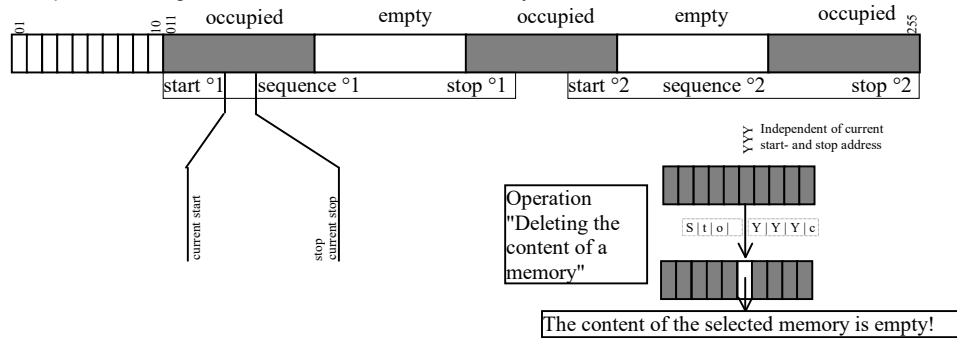 occupied empty occupied empty occupied
01 10 011 255
start °1 sequence °1 stop °1 start °2 sequence °2 stop °2
current start
stop
current stop
YYY
Independent of current
start- and stop address
Operation
"Deleting the
content of a
memory"
S | t | o | Y | Y | Y | c
The content of the selected memory is empty!